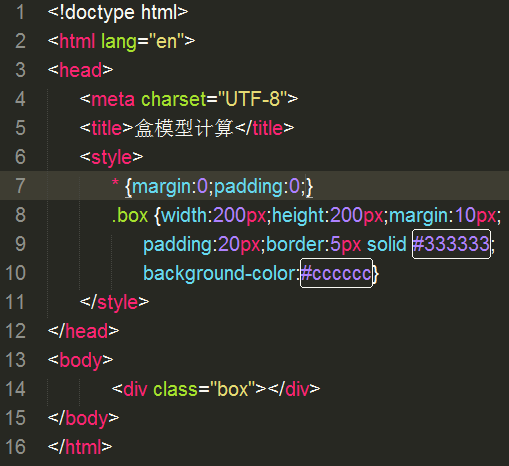 1 <!doctype html>
2 <html lang="en">
3 <head>
4 <meta charset="UTF-8">
5 <title>盒模型计算</title>
6 <style>
7 * {margin:0;padding:0;}
8 .box {width:200px;height:200px;margin:10px;
9 padding:20px;border:5px solid #333333;
10 background-color:#cccccc}
11 </style>
12 </head>
13 <body>
14 <div class="box"></div>
15 </body>
16 </html>